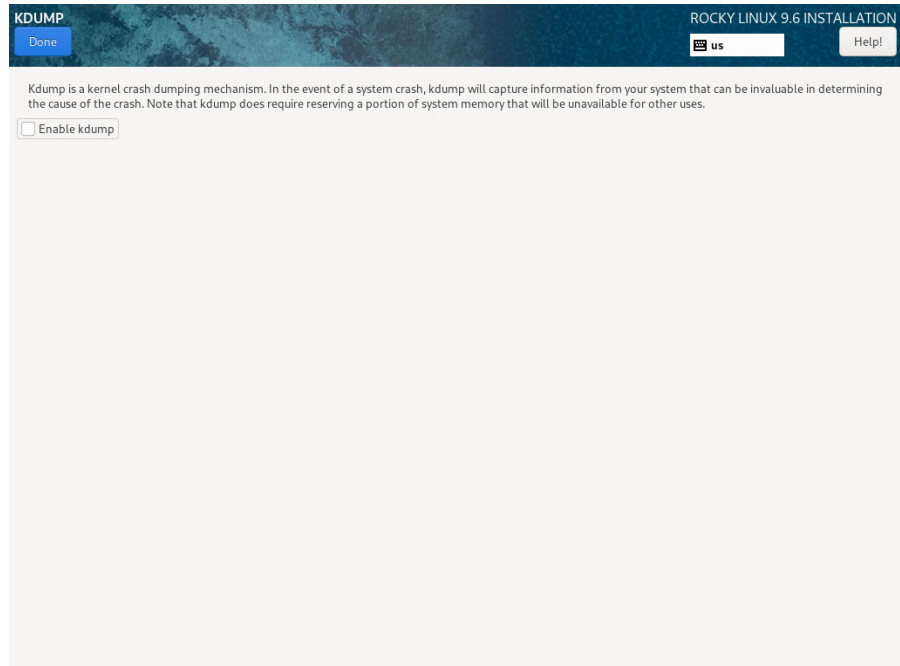 KDUMP
ROCKY LINUX 9.6 INSTALLATION
Done
us
Help!
Kdump is a kernel crash dumping mechanism. In the event of a system crash, kdump will capture information from your system that can be invaluable in determining
the cause of the crash. Note that kdump does require reserving a portion of system memory that will be unavailable for other uses.
Enable kdump